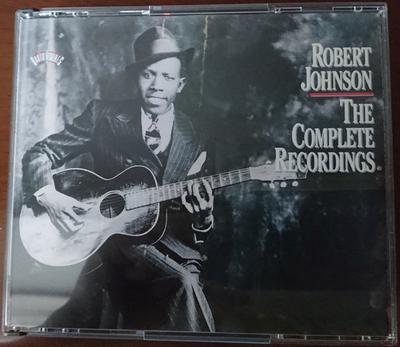 ROBERT
JOHNSON
THE
COMPLETE
RECORDINGS